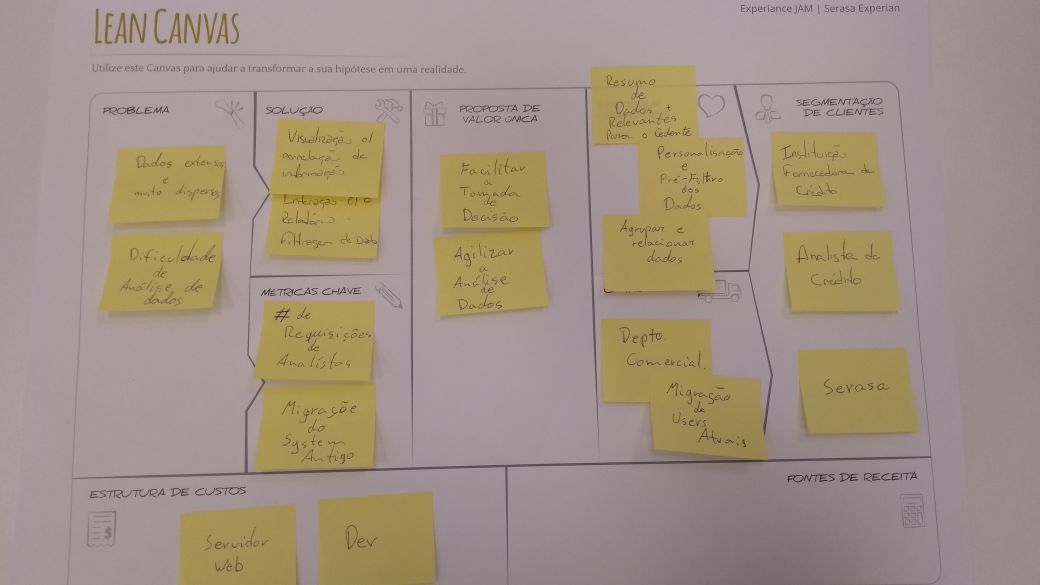 LEAN CANVAS
Experiance JAM | Serasa Experian
Utilize este Canvas para ajudar a transformar a sua hipótese em uma realidade.
PROBLEMA
Dados extensos
e
muito dispersos
Dificuldade
de
Análise de
dados
SOLUÇÃO
Visualização c/
correlação de
informação
Interação c/ o
Relatório -
Filtragem de Dado
METRICAS CHAVE
# de
Requisições
de
Analistas
Migração
do
System
Antigo
PROPOSTA DE
VALOR ÚNICA
Facilitar
a
Tomada
de
Decisão
Agilizar
a
Análise
de
Dados
Resumo
de
Dados +
Relevantes
Para o Cedente
Personalisação
e
Pré-Filtro
dos
Dados
Agrupar e
relacionar
dados
Depto.
Comercial.
Migração
de
Users
Atuais
SEGMENTAÇÃO
DE CLIENTES
Instituição
Fornecedora de
Crédito
Analista de
Crédito
Serasa
ESTRUTURA DE CUSTOS
Servidor
Web
Dev
FONTES DE RECEITA